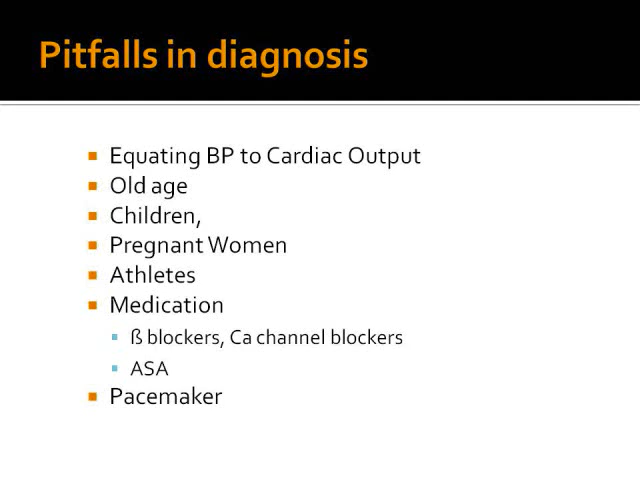 Pitfalls in diagnosis
Equating BP to Cardiac Output
Old age
Children,
Pregnant Women
Athletes
Medication
ß blockers, Ca channel blockers
ASA
Pacemaker